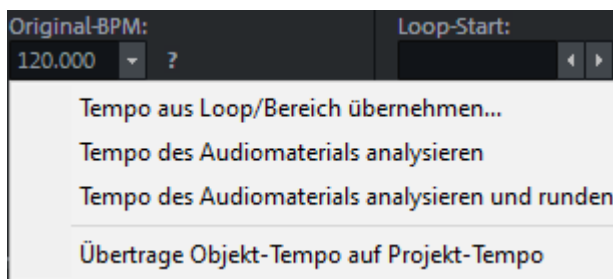 Original-BPM: Loop-Start:
120.000 ?
Tempo aus Loop/Bereich übernehmen...
Tempo des Audiomaterials analysieren
Tempo des Audiomaterials analysieren und runden
Übertrage Objekt-Tempo auf Projekt-Tempo